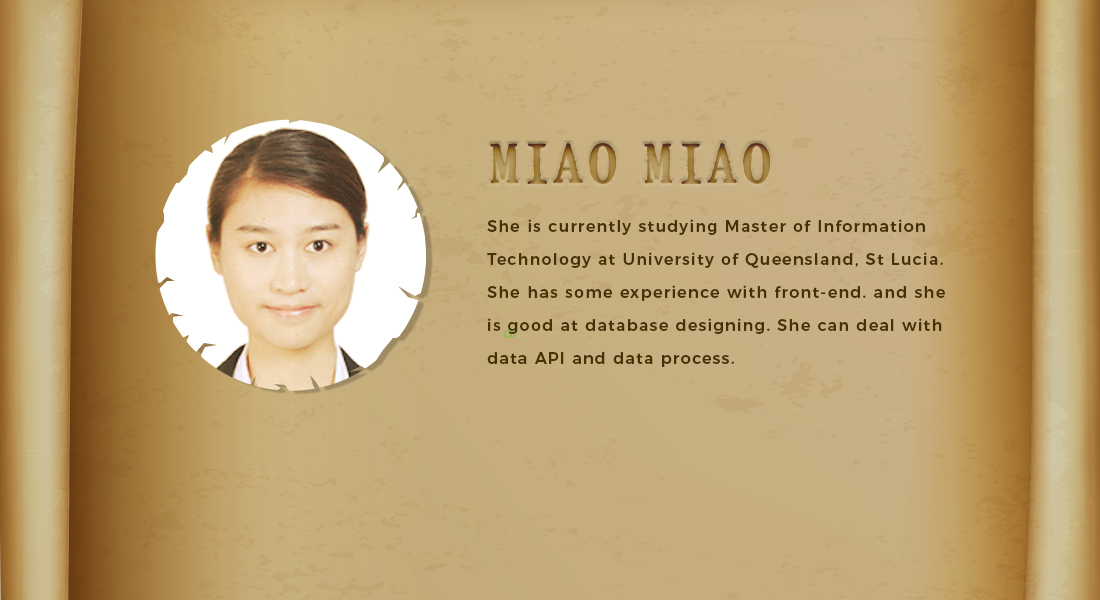 MIAO MIAO
She is currently studying Master of Information
Technology at University of Queensland, St Lucia.
She has some experience with front-end. and she
is good at database designing. She can deal with
data API and data process.